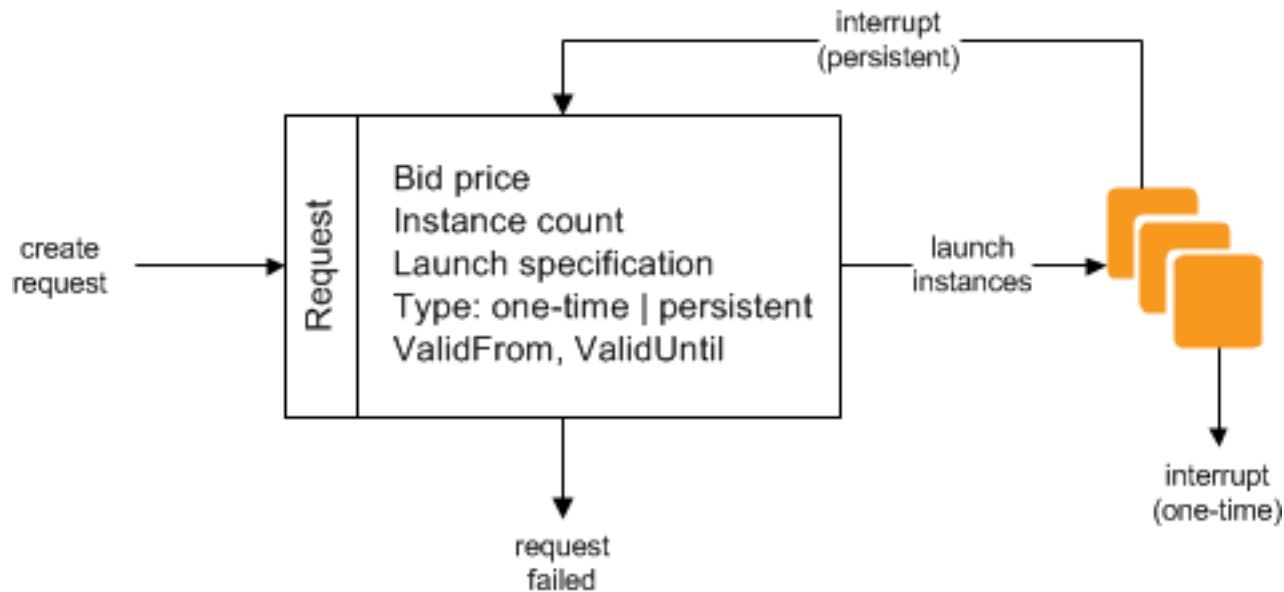 interrupt
(persistent)
create
request
Request
Bid price
Instance count
Launch specification
Type: one-time | persistent
ValidFrom, ValidUntil
launch
instances
interrupt
(one-time)
request
failed